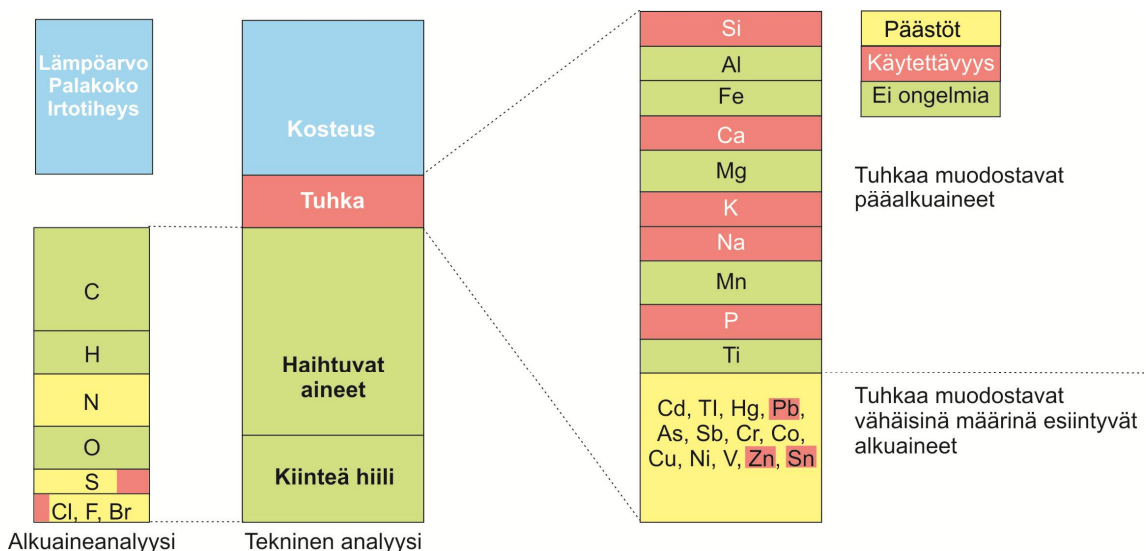 Lämpöarvo
Palakoko
Irtotiheys
C
H
N
O
S
Cl, F, Br
Alkuaineanalyysi
Kosteus
Tuhka
Haihtuvat
aineet
Kiinteä hiili
Tekninen analyysi
Si
Al
Fe
Ca
Mg
K
Na
Mn
P
Ti
Cd, Tl, Hg, Pb,
As, Sb, Cr, Co,
Cu, Ni, V, Zn, Sn
Päästöt
Käytettävyys
Ei ongelmia
Tuhkaa muodostavat
pääalkuaineet
Tuhkaa muodostavat
vähäisinä määrinä esiintyvät
alkuaineet